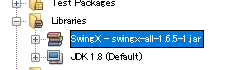 Test Packages
Libraries
SwingX - swingx-all-1.6.5-1.jar
JDK 1.8 (Default)